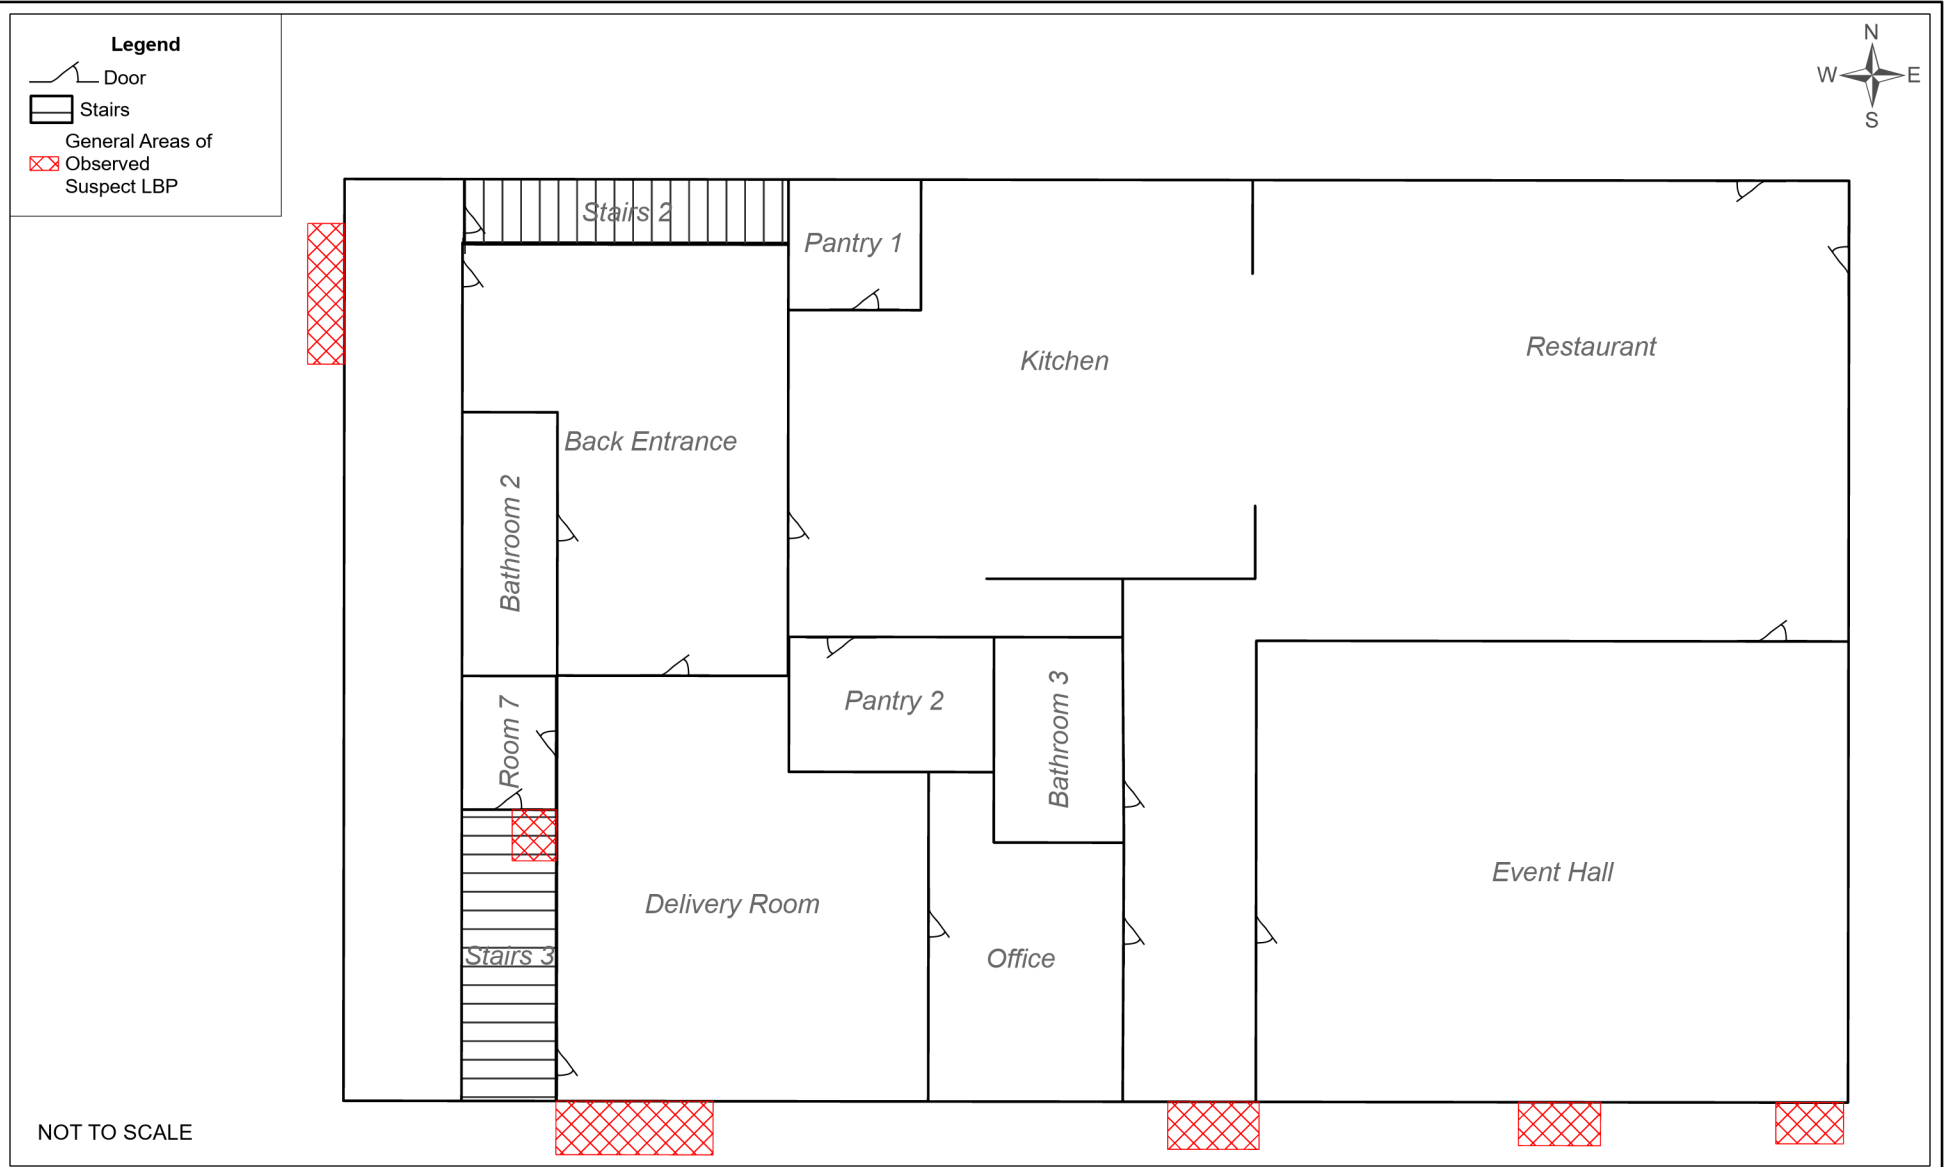 Legend
Door
Stairs
General Areas of
Observed
Suspect LBP
N
W E
S
Stairs 2
Pantry 1
Kitchen
Restaurant
Back Entrance
Bathroom 2
Room 7
Pantry 2
Bathroom 3
Event Hall
Delivery Room
Stairs 3
Office
NOT TO SCALE